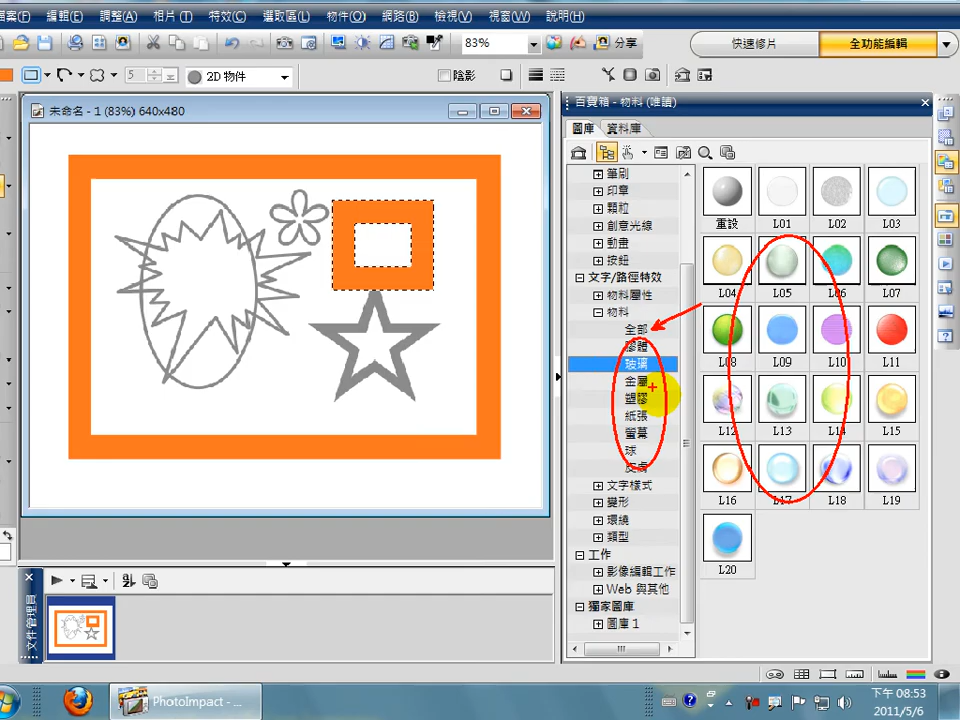 檔案(F) 編輯(E) 調整(A) 相片(T) 特效(C) 選取區(L) 物件(O) 網路(B) 檢視(V) 視窗(W) 說明(H)
83% 分享 快速修片 全功能編輯
5 2D 物件 陰影
未命名 - 1 (83%) 640x480
百寶箱 - 物料 (唯讀)
圖庫 資料庫
筆刷
印章
顆粒
創意光線
動畫
按鈕
文字/路徑特效
物料屬性
物料
全部
膠體
玻璃
金屬
塑膠
紙張
螢幕
球
皮膚
文字樣式
變形
環繞
類型
工作
影像編輯工作
Web 與其他
獨家圖庫
圖庫 1
重設 L01 L02 L03
L04 L05 L06 L07
L08 L09 L10 L11
L12 L13 L14 L15
L16 L17 L18 L19
L20
文件管理員
PhotoImpact - ...
下午 08:53
2011/5/6